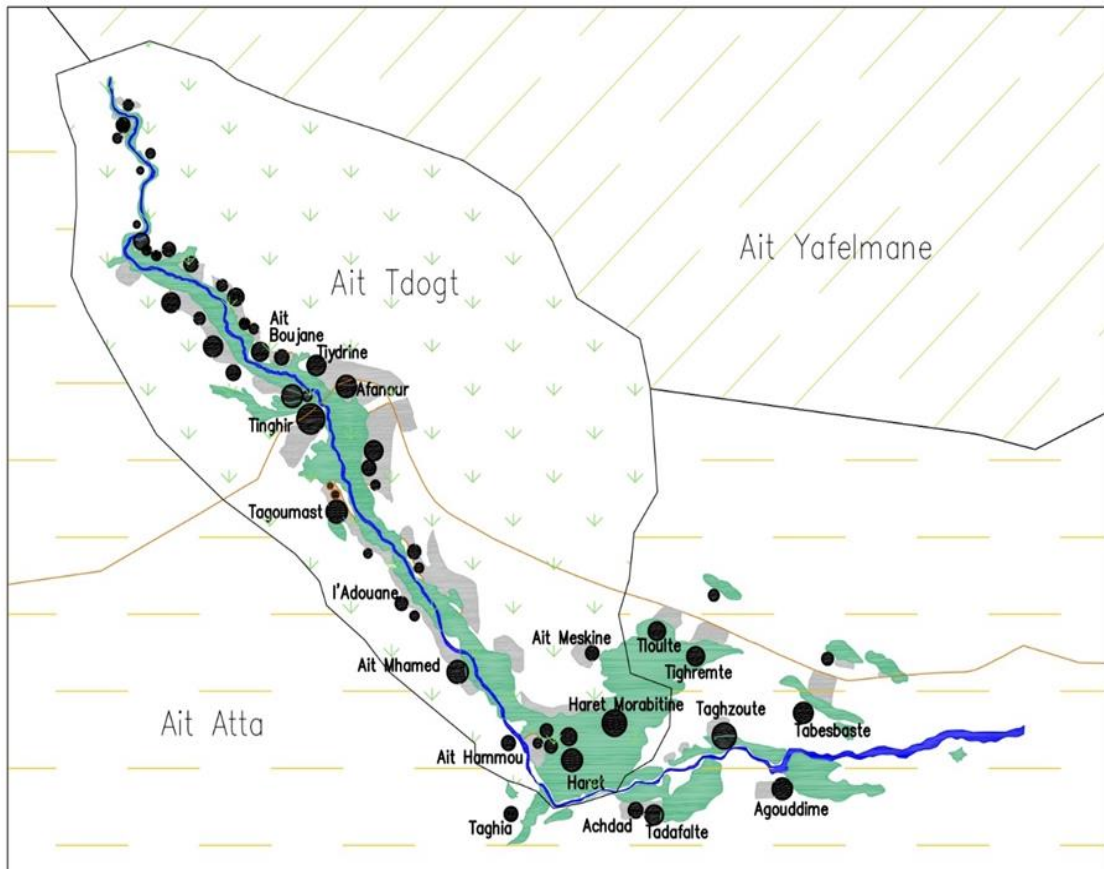 Ait Yafelmane
Ait Tdogt
Ait
Boujane
Tiydrine
Afanour
Tinghir
Tagoumast
l'Adouane
Ait Meskine
Tloulte
Ait Mhamed
Tighremte
Haret Morabitine
Taghzoute
Ait Atta
Tabesbaste
Ait Hammou
Haret
Agouddime
Taghia
Achdad
Tadafalte